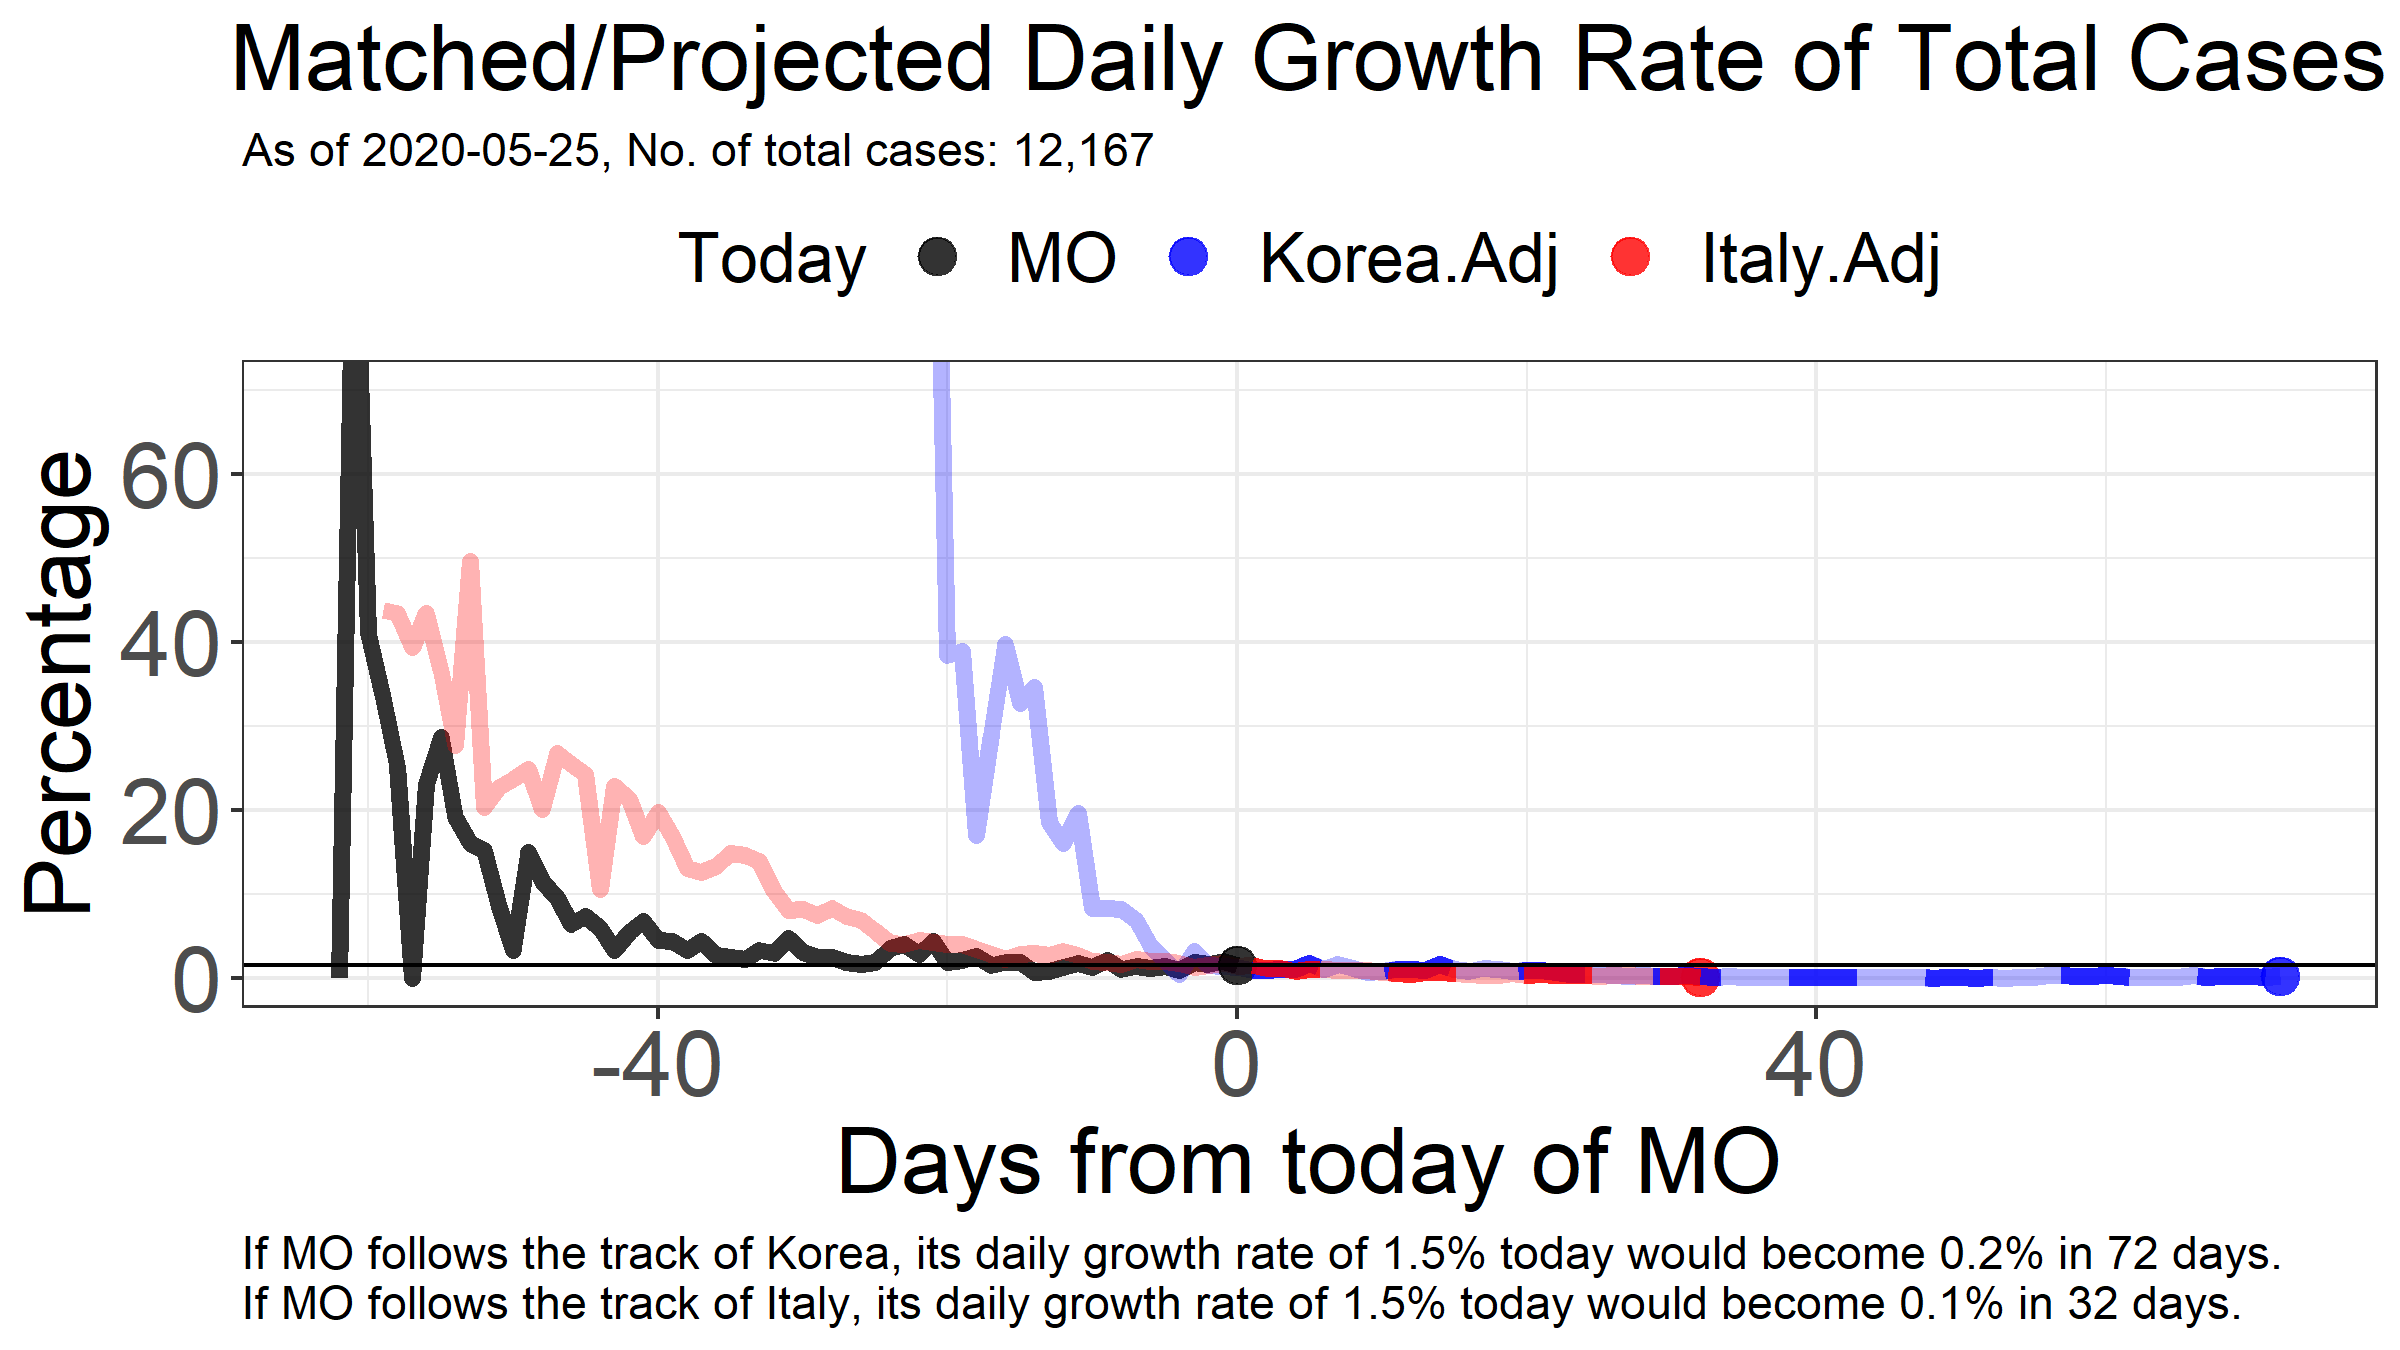 Matched/Projected Daily Growth Rate of Total Cases
As of 2020-05-25, No. of total cases: 12,167
Today MO Korea.Adj Italy.Adj
Percentage
60
40
20
0
-40 0 40
Days from today of MO
If MO follows the track of Korea, its daily growth rate of 1.5% today would become 0.2% in 72 days.
If MO follows the track of Italy, its daily growth rate of 1.5% today would become 0.1% in 32 days.